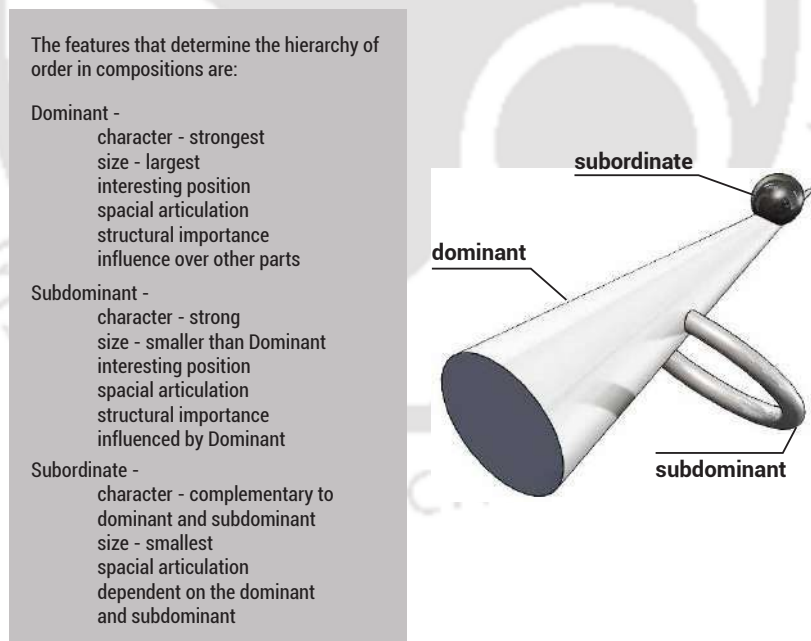 The features that determine the hierarchy of
order in compositions are:
Dominant -
character - strongest
size - largest
interesting position
spacial articulation
structural importance
influence over other parts
Subdominant -
character - strong
size - smaller than Dominant
interesting position
spacial articulation
structural importance
influenced by Dominant
Subordinate -
character - complementary to
dominant and subdominant
size - smallest
spacial articulation
dependent on the dominant
and subdominant
subordinate
dominant
subdominant